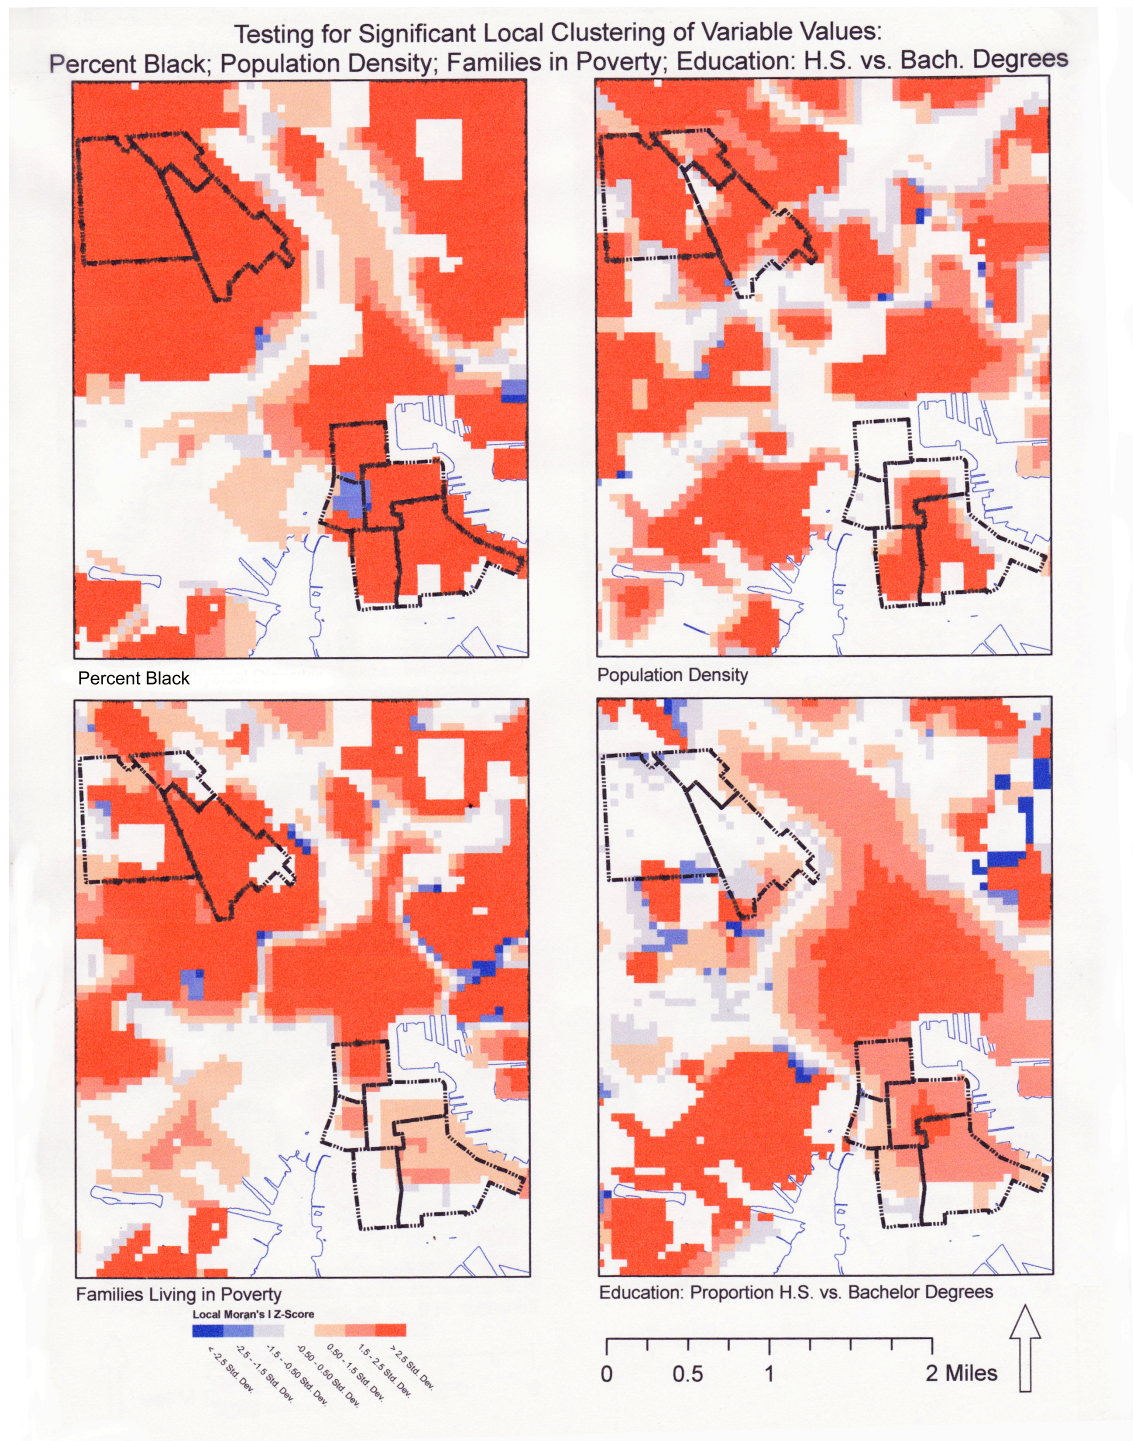 Testing for Significant Local Clustering of Variable Values:
Percent Black; Population Density; Families in Poverty; Education: H.S. vs. Bach. Degrees
Percent Black
Population Density
Families Living in Poverty
Education: Proportion H.S. vs. Bachelor Degrees
Local Moran's I Z-Score
< -2.5 Std. Dev.
-2.5 - -1.5 Std. Dev.
-1.5 - -0.50 Std. Dev.
-0.50 - 0.50 Std. Dev.
0.50 - 1.5 Std. Dev.
1.5 - 2.5 Std. Dev.
> 2.5 Std. Dev.
0 0.5 1 2 Miles